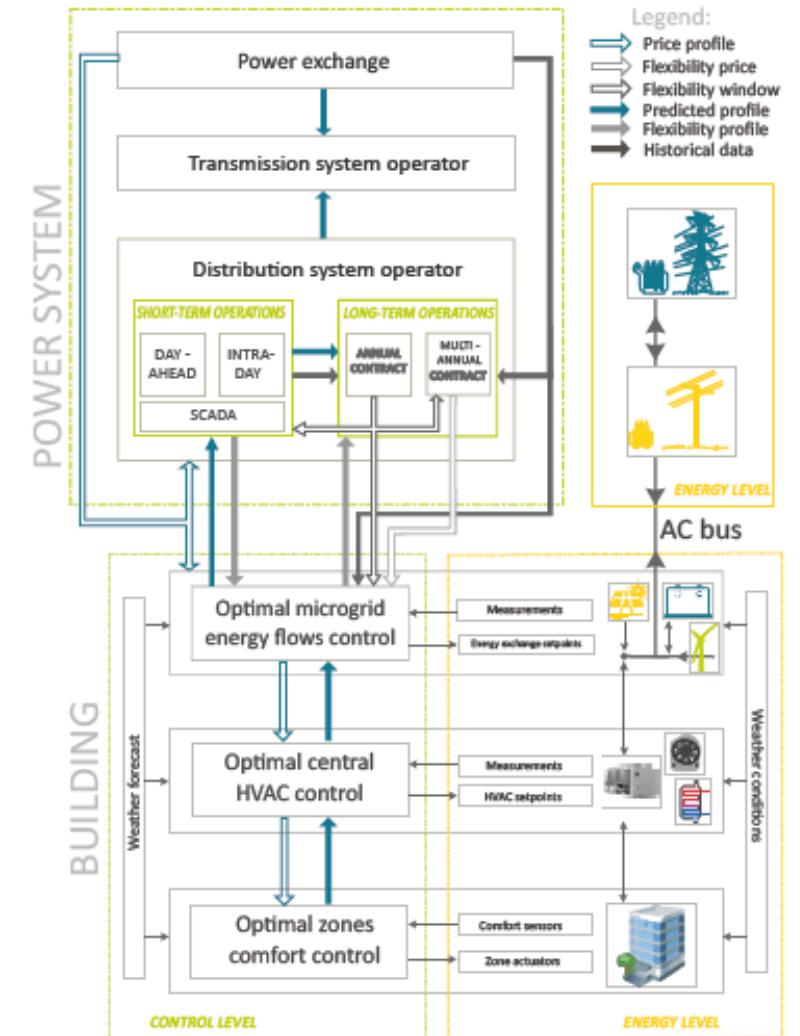 Legend:
Price profile
Flexibility price
Flexibility window
Predicted profile
Flexibility profile
Historical data
POWER SYSTEM
Power exchange
Transmission system operator
Distribution system operator
SHORT-TERM OPERATIONS
LONG-TERM OPERATIONS
DAY -
AHEAD
INTRA-
DAY
SCADA
ANNUAL
CONTRACT
MULTI -
ANNUAL
CONTRACT
ENERGY LEVEL
AC bus
BUILDING
Weather forecast
Optimal microgrid
energy flows control
Measurements
Energy exchange setpoints
Optimal central
HVAC control
Measurements
HVAC setpoints
Optimal zones
comfort control
Comfort sensors
Zone actuators
Weather conditions
CONTROL LEVEL
ENERGY LEVEL